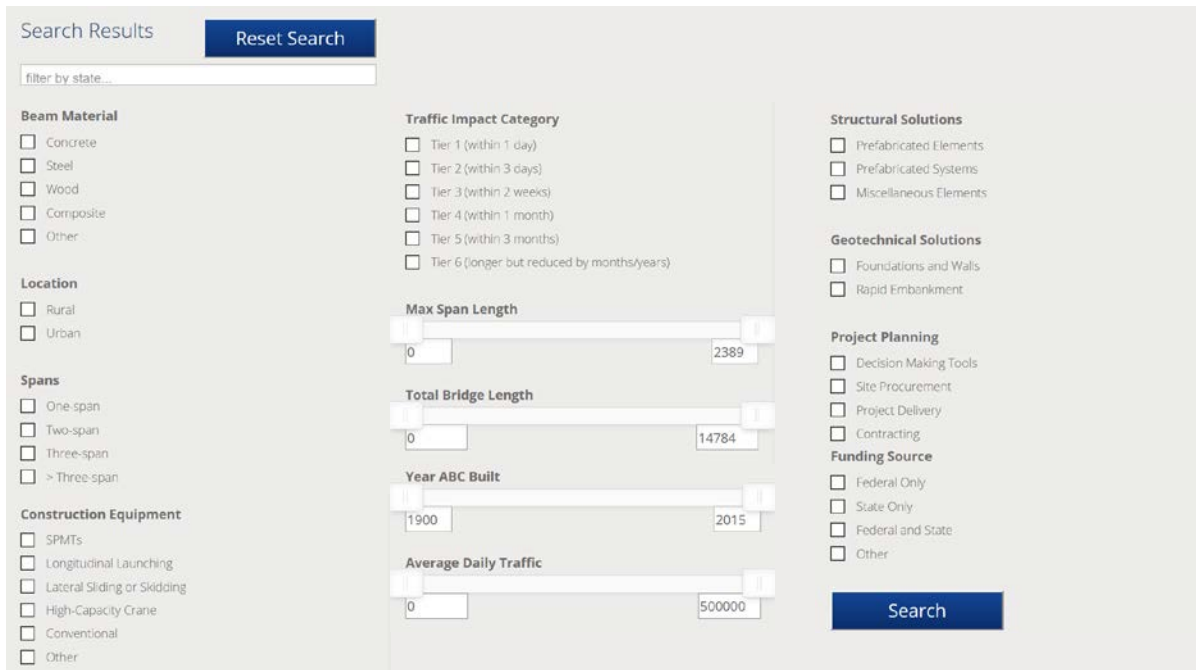 Search Results
Reset Search
filter by state...
Beam Material
Concrete
Steel
Wood
Composite
Other
Location
Rural
Urban
Spans
One-span
Two-span
Three-span
> Three-span
Construction Equipment
SPMTs
Longitudinal Launching
Lateral Sliding or Skidding
High-Capacity Crane
Conventional
Other
Traffic Impact Category
Tier 1 (within 1 day)
Tier 2 (within 3 days)
Tier 3 (within 2 weeks)
Tier 4 (within 1 month)
Tier 5 (within 3 months)
Tier 6 (longer but reduced by months/years)
Max Span Length
0 2389
Total Bridge Length
0 14784
Year ABC Built
1900 2015
Average Daily Traffic
0 500000
Structural Solutions
Prefabricated Elements
Prefabricated Systems
Miscellaneous Elements
Geotechnical Solutions
Foundations and Walls
Rapid Embankment
Project Planning
Decision Making Tools
Site Procurement
Project Delivery
Contracting
Funding Source
Federal Only
State Only
Federal and State
Other
Search